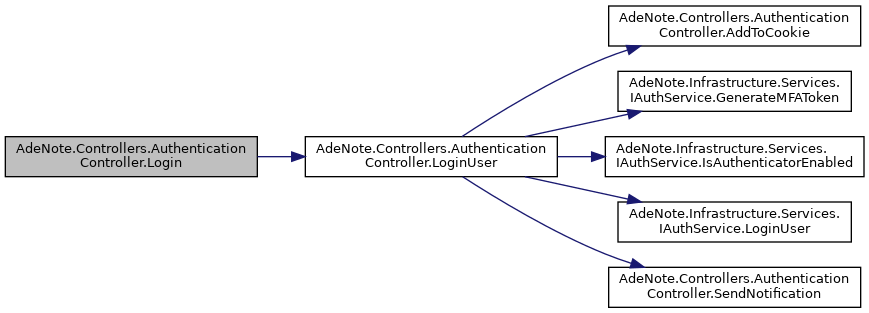 AdeNote.Controllers.Authentication
Controller.Login
AdeNote.Controllers.Authentication
Controller.LoginUser
AdeNote.Controllers.Authentication
Controller.AddToCookie
AdeNote.Infrastructure.Services.
IAuthService.GenerateMFAToken
AdeNote.Infrastructure.Services.
IAuthService.IsAuthenticatorEnabled
AdeNote.Infrastructure.Services.
IAuthService.LoginUser
AdeNote.Controllers.Authentication
Controller.SendNotification